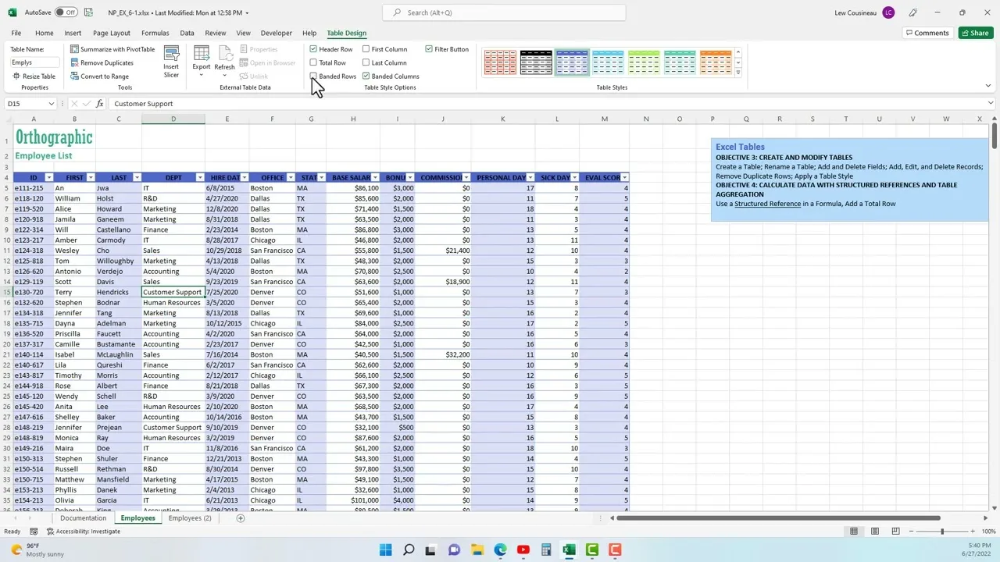 AutoSave Off NP_EX_6-1.xlsx • Last Modified: Mon at 12:58 PM Search (Alt+Q) Lew Cousineau LC
File Home Insert Page Layout Formulas Data Review View Developer Help Table Design Comments Share
Table Name: Summarize with PivotTable Properties Header Row First Column Filter Button
Emplys Remove Duplicates Insert Slicer Export Refresh Open in Browser Total Row Last Column
Resize Table Convert to Range Unlink Banded Rows Banded Columns
Properties Tools External Table Data Table Style Options Table Styles
D15 fx Customer Support
A B C D E F G H I J K L M N O P Q R S T U V W X
1 Orthographic
2 Employee List
3
4 ID FIRST LAST DEPT HIRE DAT OFFICE STAT BASE SALAR BONU COMMISSIO PERSONAL DAY SICK DAY EVAL SCOR
5 e111-215 An Jwa IT 6/8/2015 Boston MA $86,100 $3,000 $0 17 8 4
6 e118-120 William Holst R&D 4/27/2020 Dallas TX $85,600 $2,000 $0 11 7 5
7 e119-520 Alice Howard Marketing 12/8/2020 Dallas TX $71,400 $1,500 $0 18 4 4
8 e120-918 Jamila Ganeem Marketing 8/31/2018 Dallas TX $63,500 $2,000 $0 11 3 4
9 e122-314 Will Castellano Finance 2/23/2014 Boston MA $86,800 $3,000 $0 13 5 4
10 e123-217 Amber Carmody IT 8/28/2017 Chicago IL $46,800 $2,000 $0 13 11 4
11 e124-318 Wesley Cho Sales 10/29/2018 San Francisco CA $55,800 $1,500 $21,400 12 10 4
12 e125-818 Tom Willoughby Marketing 4/13/2018 Dallas TX $48,300 $2,000 $0 15 3 3
13 e126-620 Antonio Verdejo Accounting 5/4/2020 Boston MA $70,800 $2,500 $0 10 4 2
14 e129-119 Scott Davis Sales 9/23/2019 San Francisco CA $63,600 $2,000 $18,900 12 11 4
15 e130-720 Terry Hendricks Customer Support 7/25/2020 Denver CO $51,600 $1,000 $0 13 7 3
16 e132-620 Stephen Bodnar Human Resources 3/5/2020 Denver CO $65,400 $2,000 $0 15 3 4
17 e134-318 Jennifer Tang Marketing 8/13/2018 Dallas TX $69,600 $1,000 $0 16 2 4
18 e135-715 Dayna Adelman Marketing 10/12/2015 Chicago IL $84,000 $2,500 $0 17 2 5
19 e136-520 Priscilla Faucett Accounting 4/2/2020 San Francisco CA $64,000 $2,000 $0 16 5 4
20 e137-317 Camille Bustamante Accounting 2/23/2017 Denver CO $42,500 $1,000 $0 16 6 3
21 e140-114 Isabel McLaughlin Sales 7/16/2014 Boston MA $40,500 $1,500 $32,200 11 10 4
22 e140-617 Lila Qureshi Finance 6/2/2017 San Francisco CA $62,600 $2,000 $0 10 9 4
23 e143-817 Timothy Morris Accounting 2/12/2017 Chicago IL $66,100 $2,500 $0 12 6 5
24 e144-918 Rose Albert Finance 8/21/2018 Dallas TX $67,300 $2,000 $0 16 3 5
25 e145-120 Wendy Schell R&D 3/9/2020 Denver CO $63,500 $2,000 $0 16 9 5
26 e145-420 Anita Lee Human Resources 2/10/2020 Boston MA $68,500 $2,000 $0 17 4 4
27 e147-616 Shelley Baker Accounting 10/14/2016 Boston MA $43,700 $1,500 $0 15 8 4
28 e148-219 Jennifer Prejean Customer Support 9/10/2019 Denver CO $32,100 $500 $0 13 3 4
29 e148-819 Monica Ray Human Resources 3/2/2019 Denver CO $87,600 $2,000 $0 16 5 5
30 e149-216 Maira Doe IT 11/8/2016 San Francisco CA $61,200 $2,000 $0 18 10 3
31 e150-313 Stephen Shuler Finance 12/21/2013 Boston MA $43,300 $1,000 $0 14 4 5
32 e150-514 Russell Rethman R&D 8/30/2014 Denver CO $97,800 $3,500 $0 15 10 4
33 e150-715 Matthew Mansfield Marketing 4/17/2015 Boston MA $49,100 $1,500 $0 12 7 4
34 e153-213 Phyllis Danek Marketing 2/4/2013 Chicago IL $32,600 $1,000 $0 15 8 4
35 e154-213 Olivia Garcia IT 6/21/2013 Chicago IL $101,000 $4,000 $0 14 9 5
Excel Tables
OBJECTIVE 3: CREATE AND MODIFY TABLES
Create a Table; Rename a Table; Add and Delete Fields; Add, Edit, and Delete Records;
Remove Duplicate Rows; Apply a Table Style
OBJECTIVE 4: CALCULATE DATA WITH STRUCTURED REFERENCES AND TABLE
AGGREGATION
Use a Structured Reference in a Formula, Add a Total Row
Documentation Employees Employees (2)
Ready Accessibility: Investigate 100%
96°F 5:40 PM
Mostly sunny 6/27/2022